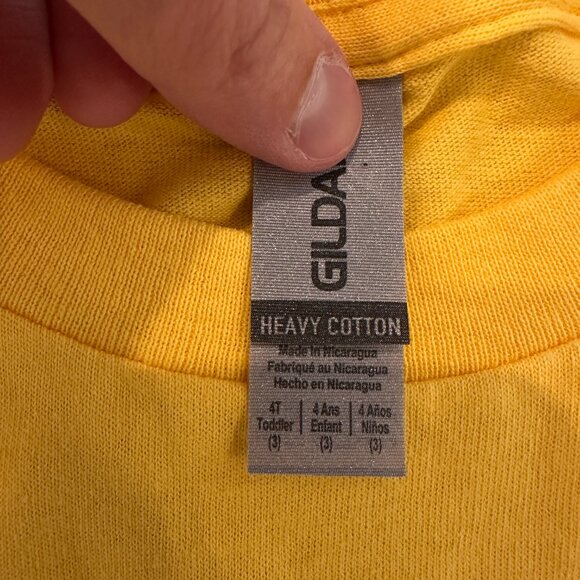 GILDA
HEAVY COTTON
Made in Nicaragua
Fabriqué au Nicaragua
Hecho en Nicaragua
4T | 4 Ans | 4 Años
Toddler | Enfant | Niños
(3) | (3) | (3)